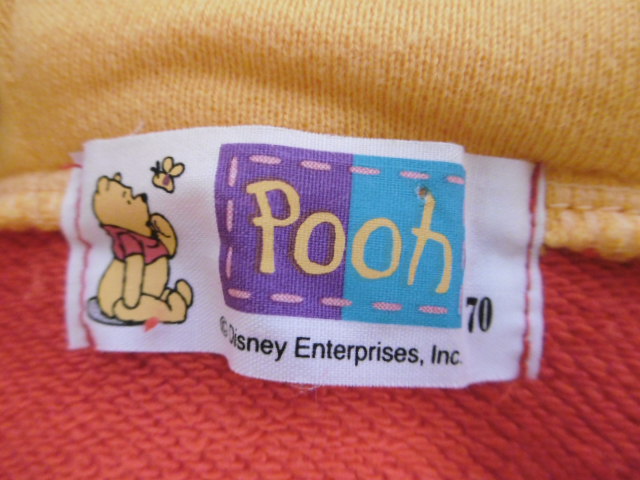 Pooh
70
© Disney Enterprises, Inc.